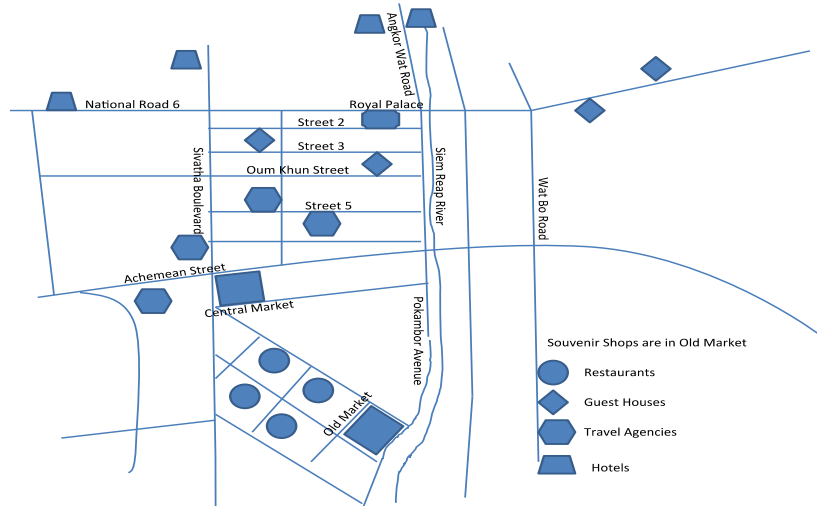 Angkor Wat Road
National Road 6
Royal Palace
Street 2
Street 3
Oum Khun Street
Sivatha Boulevard
Siem Reap River
Wat Bo Road
Street 5
Achemean Street
Central Market
Pokambor Avenue
Old Market
Souvenir Shops are in Old Market
Restaurants
Guest Houses
Travel Agencies
Hotels